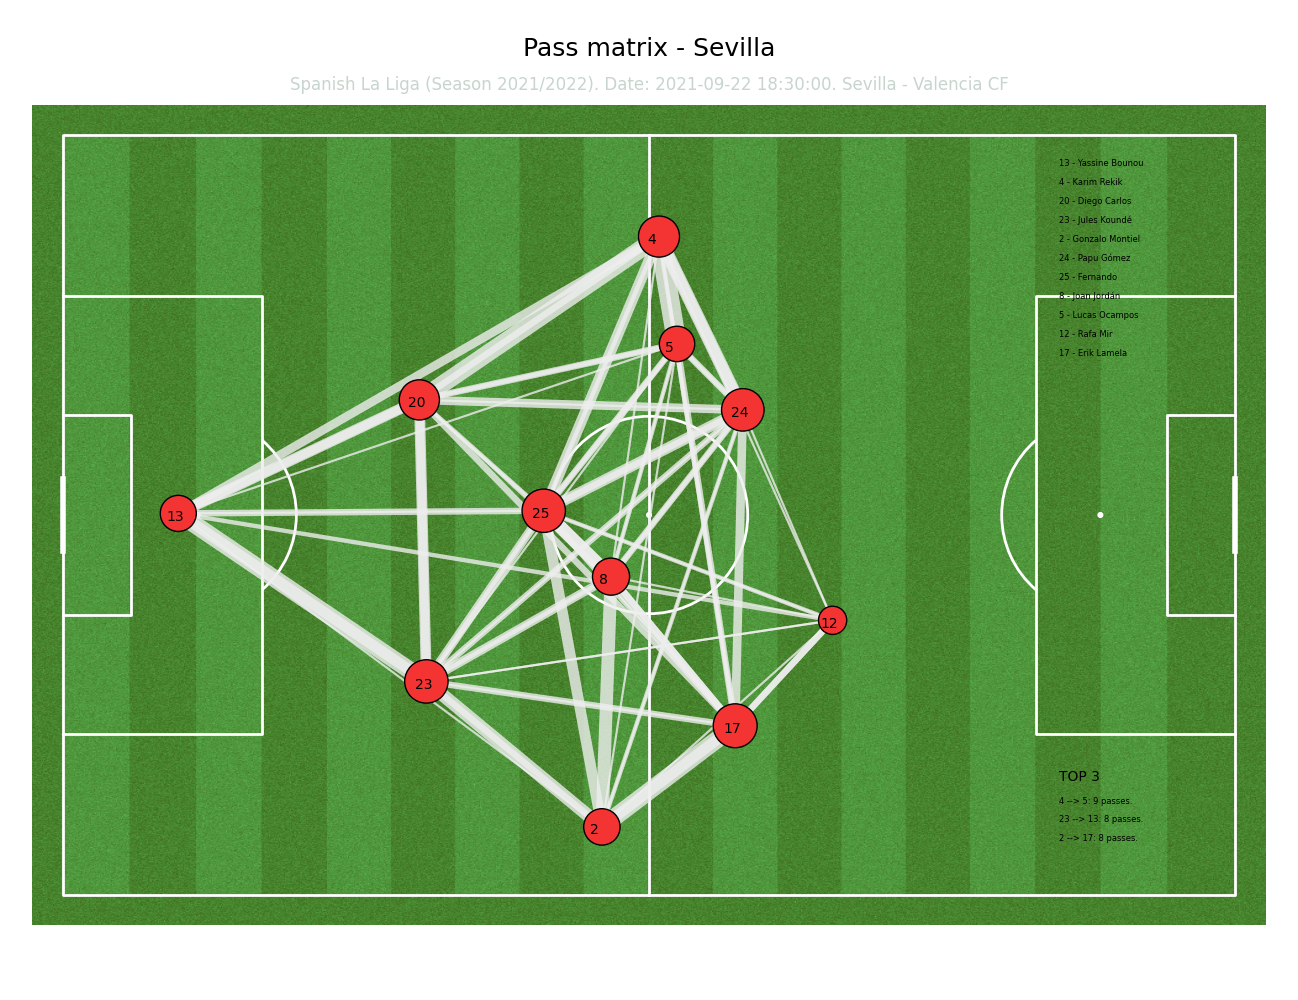 Pass matrix - Sevilla
Spanish La Liga (Season 2021/2022). Date: 2021-09-22 18:30:00. Sevilla - Valencia CF
13 - Yassine Bounou
4 - Karim Rekik
20 - Diego Carlos
23 - Jules Koundé
2 - Gonzalo Montiel
24 - Papu Gómez
25 - Fernando
8 - Joan Jordán
5 - Lucas Ocampos
12 - Rafa Mir
17 - Erik Lamela
4
5
20
24
13
25
8
12
23
17
2
TOP 3
4 --> 5: 9 passes.
23 --> 13: 8 passes.
2 --> 17: 8 passes.